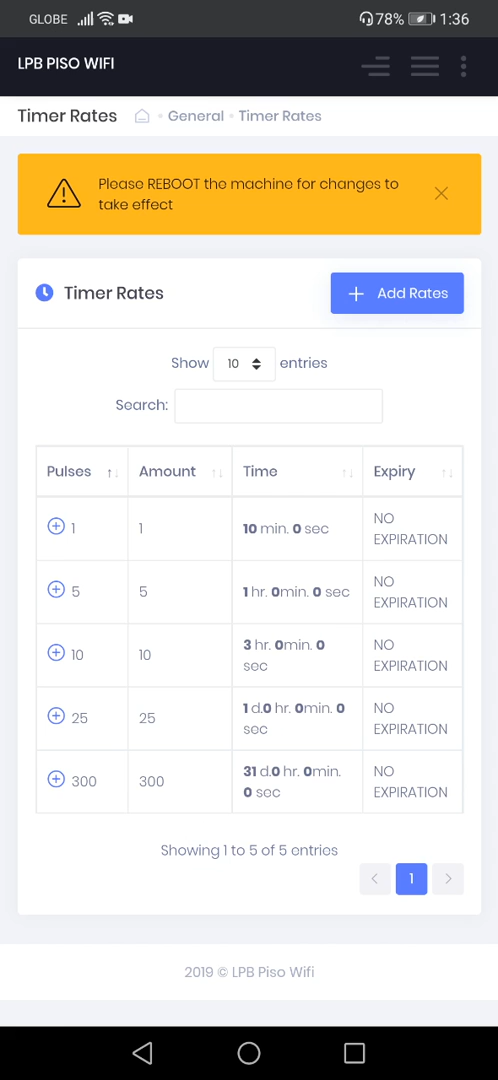 GLOBE 78% 1:36
LPB PISO WIFI
Timer Rates General Timer Rates
Please REBOOT the machine for changes to
take effect
Timer Rates
+ Add Rates
Show 10 entries
Search:
Pulses Amount Time Expiry
1 1 10 min. 0 sec NO
EXPIRATION
5 5 1 hr. 0min. 0 sec NO
EXPIRATION
10 10 3 hr. 0min. 0 NO
sec EXPIRATION
25 25 1 d.0 hr. 0min. 0 NO
sec EXPIRATION
300 300 31 d.0 hr. 0min. NO
0 sec EXPIRATION
Showing 1 to 5 of 5 entries
< 1 >
2019 © LPB Piso Wifi